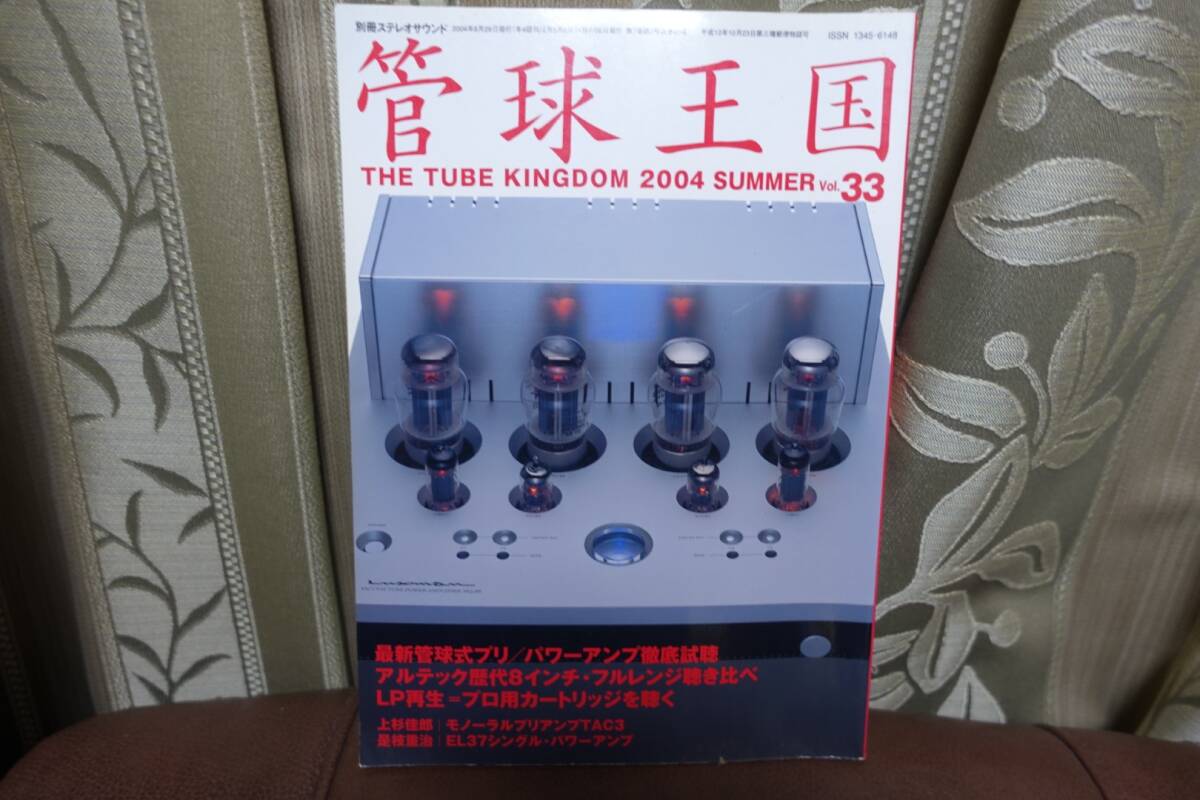 別冊ステレオサウンド
ISSN 1345-6148
管球王国
THE TUBE KINGDOM 2004 SUMMER Vol.33
LUXMAN
最新管球式プリ/パワーアンプ徹底試聴
アルテック歴代8インチ・フルレンジ聴き比べ
LP再生=プロ用カートリッジを聴く
上杉佳郎|モノーラルプリアンプTAC3
是枝重治|EL37シングル・パワーアンプ